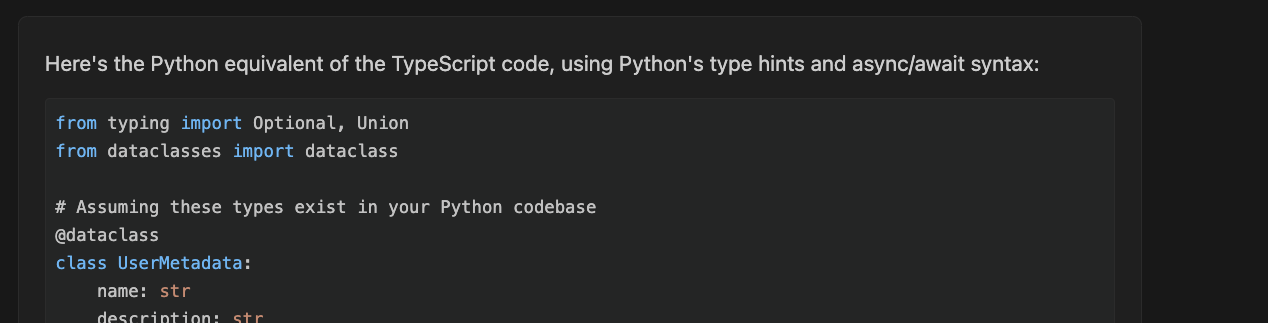 Here's the Python equivalent of the TypeScript code, using Python's type hints and async/await syntax:
from typing import Optional, Union
from dataclasses import dataclass
# Assuming these types exist in your Python codebase
@dataclass
class UserMetadata:
    name: str
    description: str